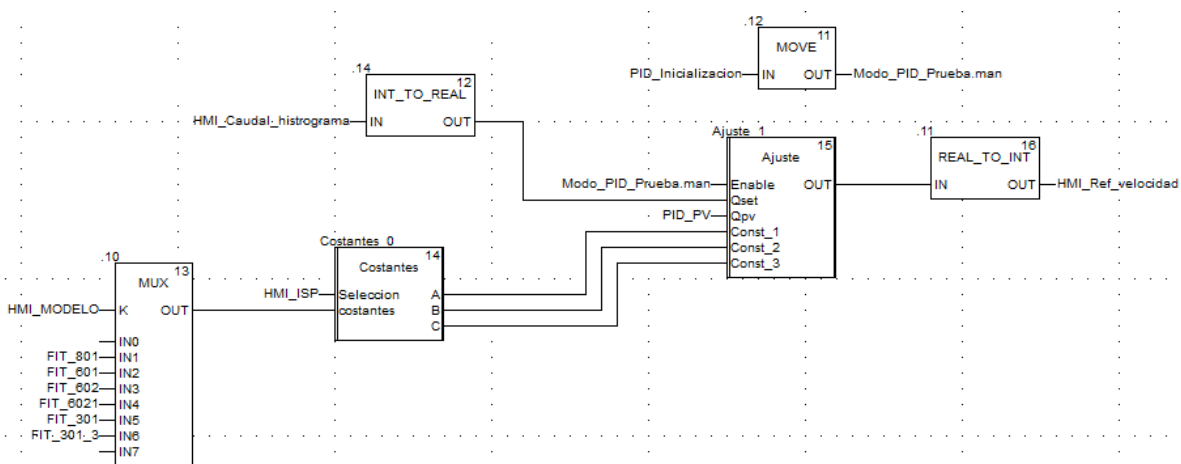 .12
11
MOVE
PID_Inicializacion IN OUT Modo_PID_Prueba.man
.14
12
INT_TO_REAL
HMI_Caudal_histrograma IN OUT
Ajuste_1
15
Ajuste
Modo_PID_Prueba.man Enable OUT
Qset
PID_PV Qpv
Const_1
Const_2
Const_3
.11
16
REAL_TO_INT
IN OUT HMI_Ref_velocidad
Costantes_0
14
Costantes
HMI_ISP Seleccion A
costantes B
C
.10
13
MUX
HMI_MODELO K OUT
IN0
FIT_801 IN1
FIT_601 IN2
FIT_602 IN3
FIT_6021 IN4
FIT_301 IN5
FIT_301_3 IN6
IN7